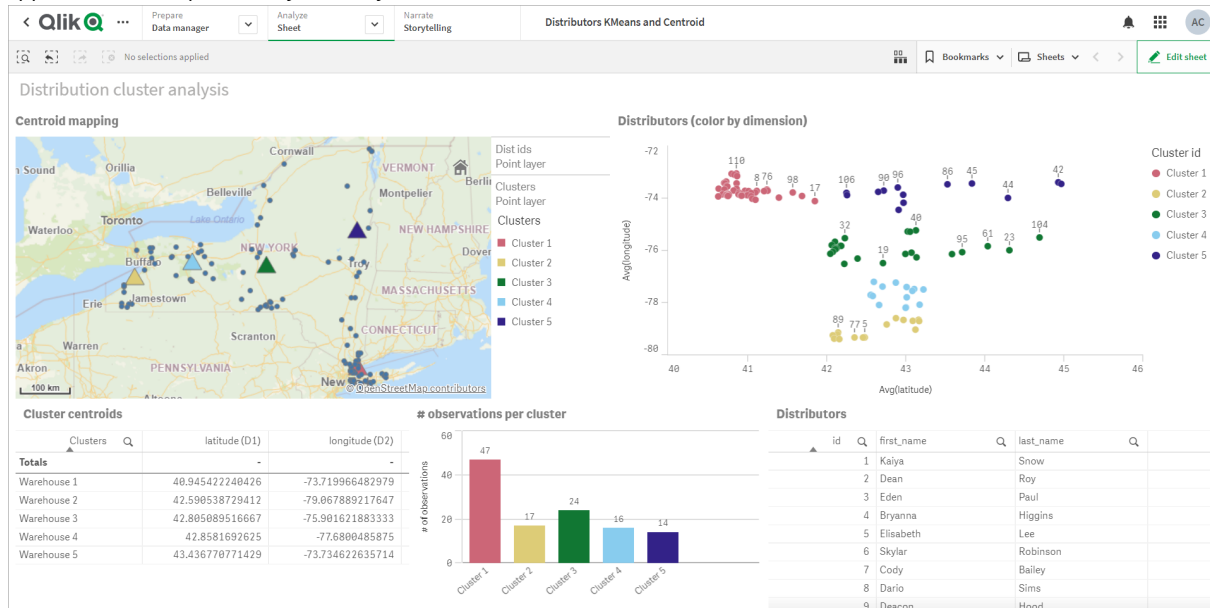 Qlik
Prepare
Data manager
Analyze
Sheet
Narrate
Storytelling
Distributors KMeans and Centroid
AC
No selections applied
Bookmarks
Sheets
Edit sheet
Distribution cluster analysis
Centroid mapping
Cornwall
Orillia
n Sound
VERMONT
Berlin
Belleville
Montpelier
Toronto
Lake Ontario
Waterloo
NEW HAMPSHIRE
NEW YORK
Dover
Buffalo
Troy
MASSACHUSETTS
Erie
Jamestown
CONNECTICUT
Scranton
Warren
Akron
PENNSYLVANIA
New
100 km
© OpenStreetMap contributors
Dist ids
Point layer
Clusters
Point layer
Clusters
Cluster 1
Cluster 2
Cluster 3
Cluster 4
Cluster 5
Distributors (color by dimension)
Avg(longitude)
-72
-74
-76
-78
-80
110
8 76
98
17
106
90 96
86
45
44
42
32
40
19
95
61
23
104
89
77 5
40 41 42 43 44 45 46
Avg(latitude)
Cluster id
Cluster 1
Cluster 2
Cluster 3
Cluster 4
Cluster 5
Cluster centroids
Clusters latitude (D1) longitude (D2)
Totals - -
Warehouse 1 40.945422240426 -73.719966482979
Warehouse 2 42.590538729412 -79.067889217647
Warehouse 3 42.805089516667 -75.901621883333
Warehouse 4 42.8581692625 -77.6800485875
Warehouse 5 43.436770771429 -73.734622635714
# observations per cluster
# of observations
60
40
20
0
47
17
24
16
14
Cluster 1 Cluster 2 Cluster 3 Cluster 4 Cluster 5
Distributors
id first_name last_name
1 Kaiya Snow
2 Dean Roy
3 Eden Paul
4 Bryanna Higgins
5 Elisabeth Lee
6 Skylar Robinson
7 Cody Bailey
8 Dario Sims
9 Deacon Hood